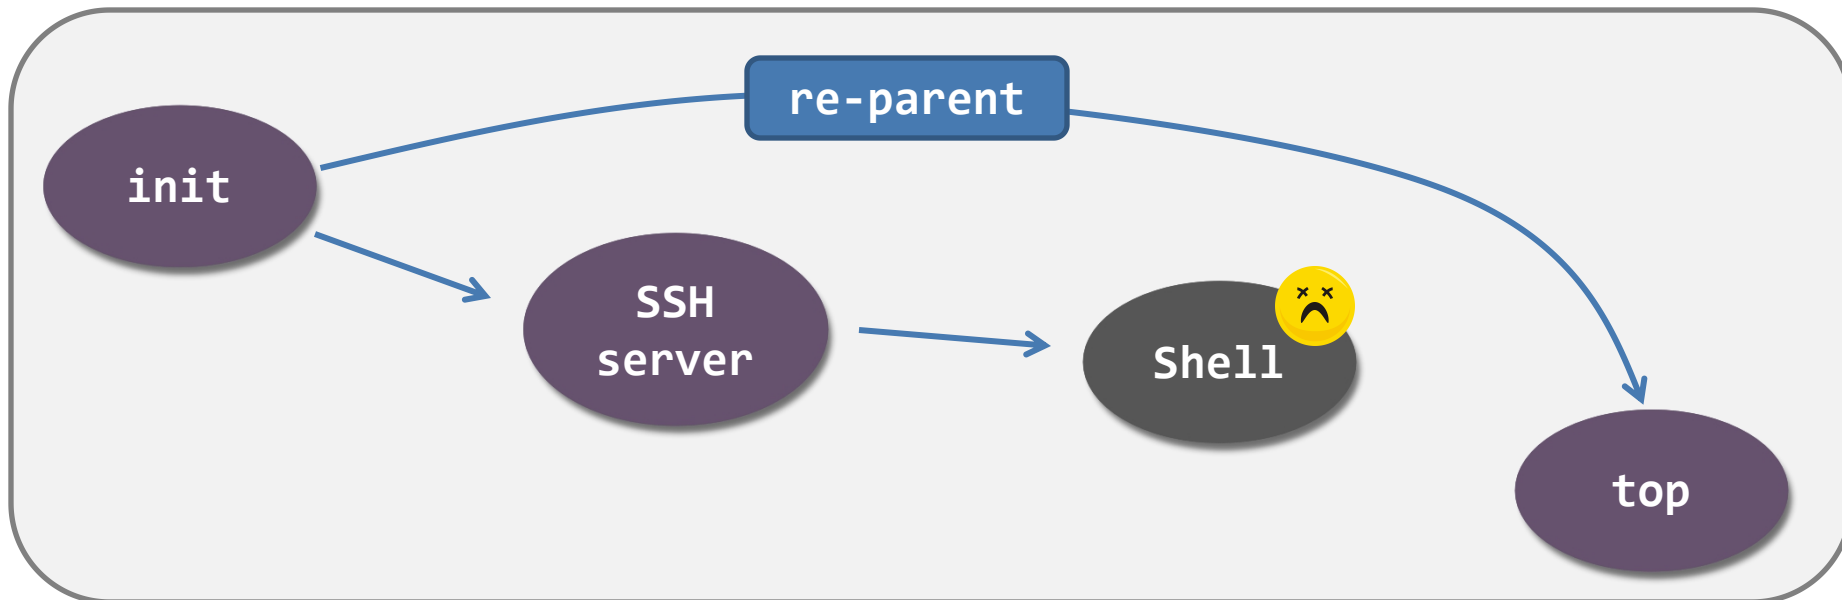 re-parent
init
SSH
server
Shell
top